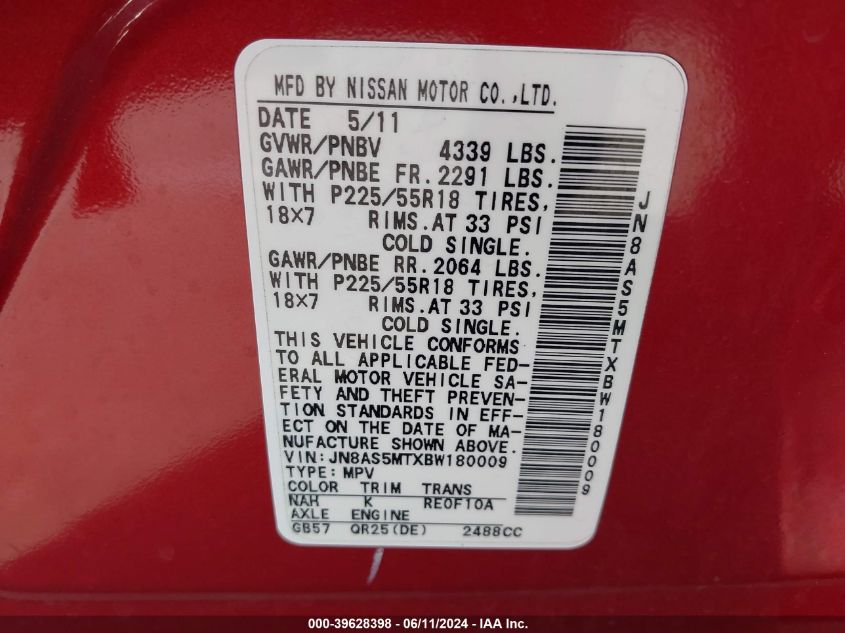 MFD BY NISSAN MOTOR CO.,LTD.
DATE 5/11
GVWR/PNBV 4339 LBS.
GAWR/PNBE FR.2291 LBS.
WITH P225/55R18 TIRES,
18×7 RIMS.AT 33 PSI
COLD SINGLE.
GAWR/PNBE RR.2064 LBS.
WITH P225/55R18 TIRES,
18×7 RIMS.AT 33 PSI
COLD SINGLE.
THIS VEHICLE CONFORMS
TO ALL APPLICABLE FED-
ERAL MOTOR VEHICLE SA-
FETY AND THEFT PREVEN-
TION STANDARDS IN EFF-
ECT ON THE DATE OF MA-
NUFACTURE SHOWN ABOVE.
VIN:JN8AS5MTXBW180009
TYPE:MPV
COLOR TRIM TRANS
NAH K RE0F10A
AXLE ENGINE
GB57 QR25(DE) 2488CC
JN8AS5MTXBW180009
000-39628398 - 06/11/2024 - IAA Inc.